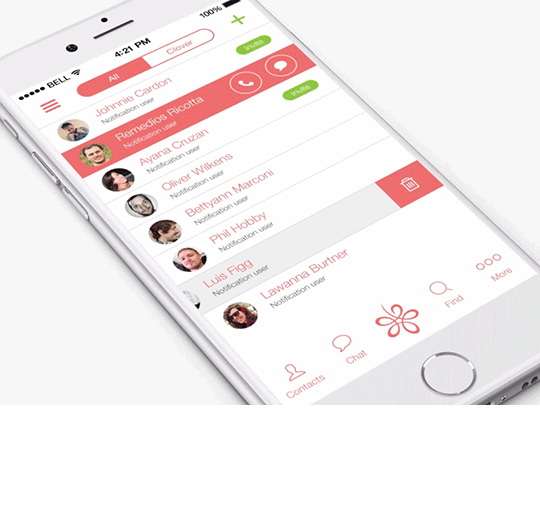 BELL
4:21 PM
100%
All
Clover
Johnnie Cardon
Notification user
invite
Remedios Ricotta
Notification user
Ayana Cruzan
Notification user
invite
Oliver Wilkens
Notification user
Bettyann Marconi
Notification user
Phil Hobby
Notification user
Luis Figg
Notification user
Lawanna Burtner
Notification user
Contacts
Chat
Find
More